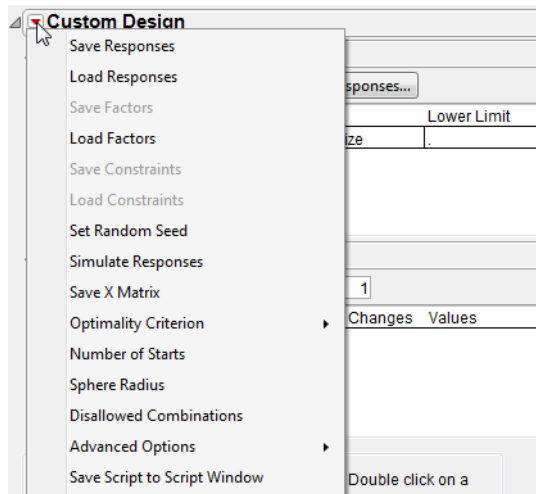 Custom Design
Save Responses
Load Responses
sponses...
Save Factors
Lower Limit
Load Factors
ize .
Save Constraints
Load Constraints
Set Random Seed
Simulate Responses
Save X Matrix
1
Optimality Criterion
Changes Values
Number of Starts
Sphere Radius
Disallowed Combinations
Advanced Options
Save Script to Script Window
Double click on a